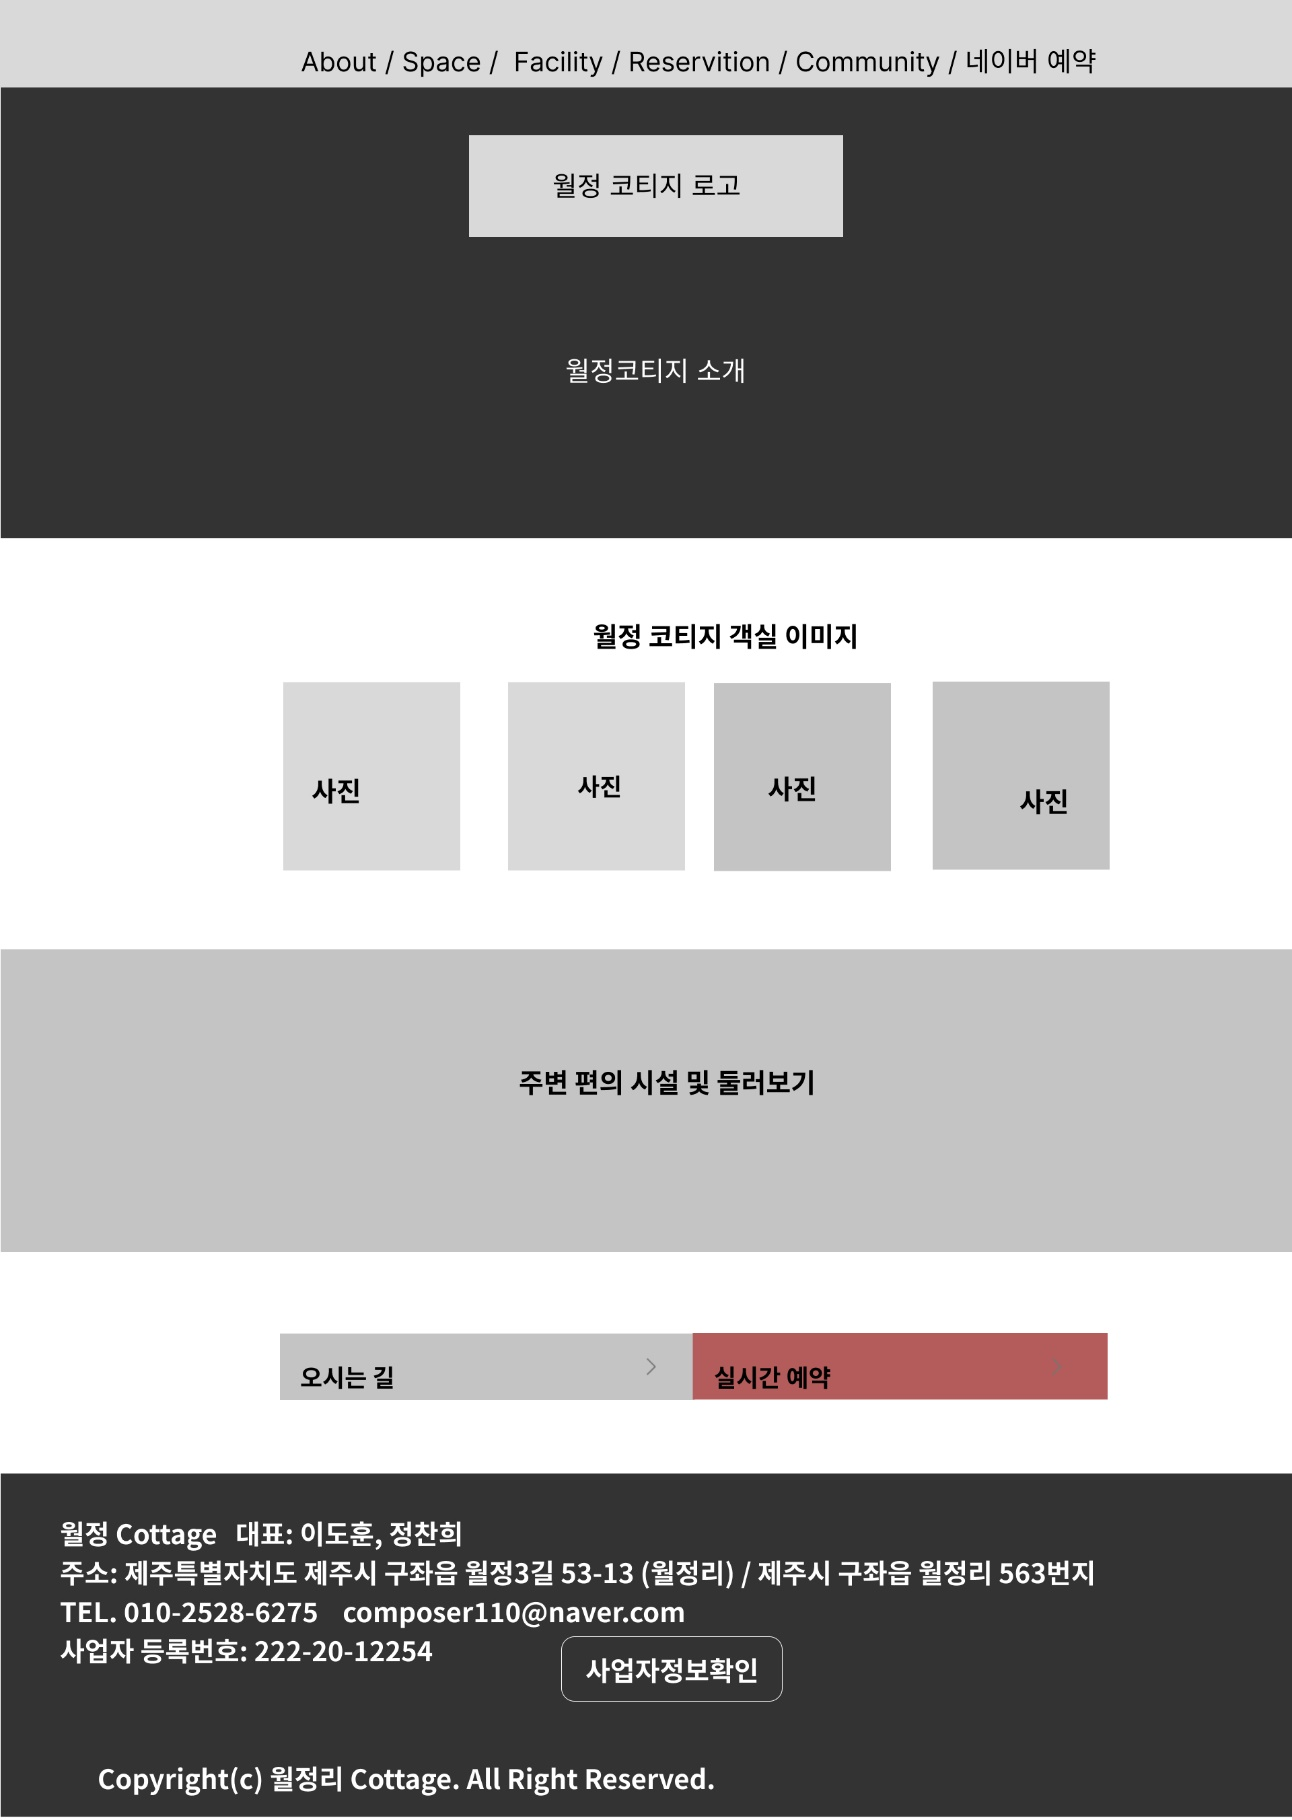 About / Space /  Facility / Reservition / Community / 네이버 예약
월정 코티지 로고
월정코티지 소개
월정 코티지 객실 이미지
사진 사진 사진 사진
주변 편의 시설 및 둘러보기
오시는 길 실시간 예약
월정 Cottage   대표: 이도훈, 정찬희
주소: 제주특별자치도 제주시 구좌읍 월정3길 53-13 (월정리) / 제주시 구좌읍 월정리 563번지
TEL. 010-2528-6275    composer110@naver.com
사업자 등록번호: 222-20-12254
사업자정보확인
Copyright(c) 월정리 Cottage. All Right Reserved.